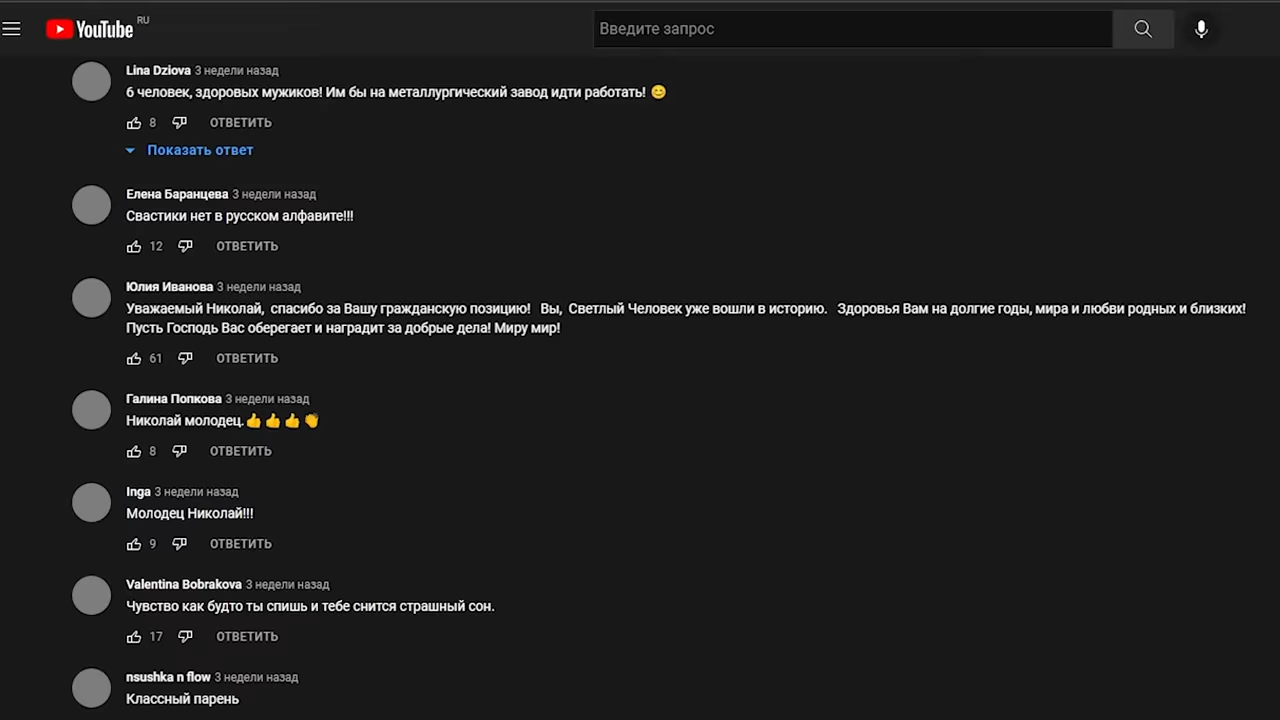 YouTube RU
Введите запрос
Lina Dziova 3 недели назад
6 человек, здоровых мужиков! Им бы на металлургический завод идти работать! 😊
8 ОТВЕТИТЬ
Показать ответ
Елена Баранцева 3 недели назад
Свастики нет в русском алфавите!!!
12 ОТВЕТИТЬ
Юлия Иванова 3 недели назад
Уважаемый Николай, спасибо за Вашу гражданскую позицию! Вы, Светлый Человек уже вошли в историю. Здоровья Вам на долгие годы, мира и любви родных и близких!
Пусть Господь Вас оберегает и наградит за добрые дела! Миру мир!
61 ОТВЕТИТЬ
Галина Попкова 3 недели назад
Николай молодец.👍👍👍👏
8 ОТВЕТИТЬ
Inga 3 недели назад
Молодец Николай!!!
9 ОТВЕТИТЬ
Valentina Bobrakova 3 недели назад
Чувство как будто ты спишь и тебе снится страшный сон.
17 ОТВЕТИТЬ
nsushka n flow 3 недели назад
Классный парень